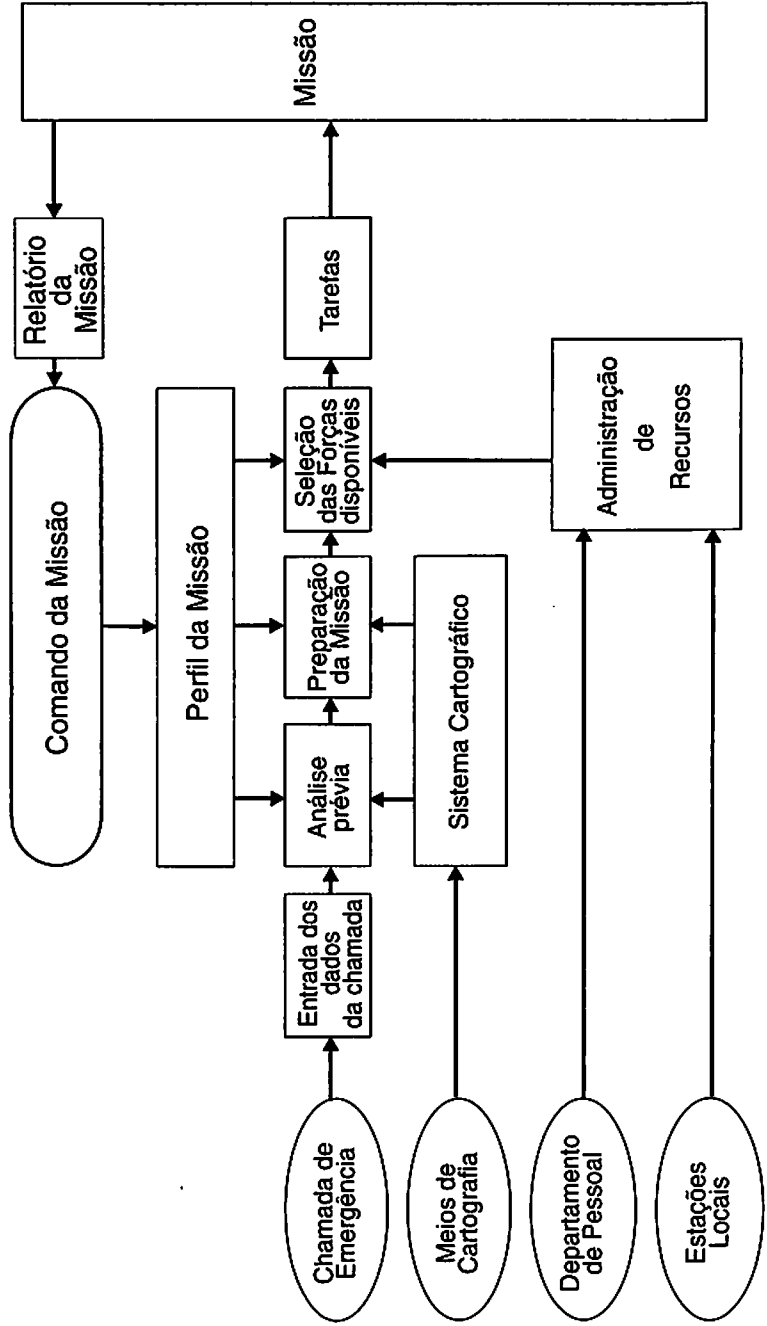 Comando da Missão
Relatório
da
Missão
Missão
Perfil da Missão
Chamada de
Emergência
Entrada dos
dados
da chamada
Análise
prévia
Preparação
da Missão
Seleção
das Forças
disponíveis
Tarefas
Meios de
Cartografia
Sistema Cartográfico
Departamento
de Pessoal
Administração
de
Recursos
Estações
Locais